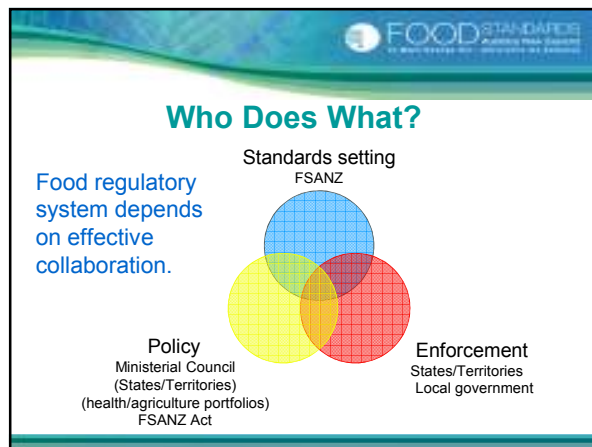 FOOD STANDARDS
Who Does What?
Standards setting
FSANZ
Food regulatory
system depends
on effective
collaboration.
Policy
Ministerial Council
(States/Territories)
(health/agriculture portfolios)
FSANZ Act
Enforcement
States/Territories
Local government